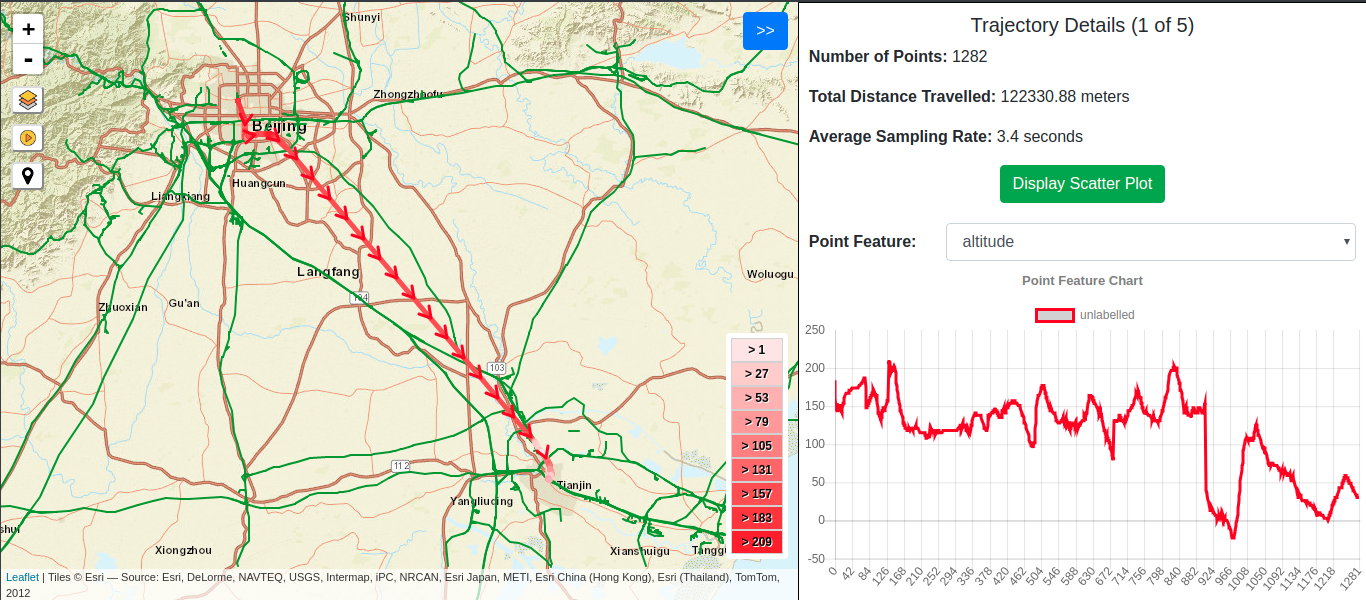 +
-
Shunyi
>>
Zhongzhaofu
Beijing
Huangcun
Liangxiang
Langfang
Woluogu
104
Zhuoxian
Gu'an
103
112
Tianjin
Yangliucing
Xiongzhou
Xianshuigu
Tanggu
> 1
> 27
> 53
> 79
> 105
> 131
> 157
> 183
> 209
Leaflet | Tiles © Esri — Source: Esri, DeLorme, NAVTEQ, USGS, Intermap, iPC, NRCAN, Esri Japan, METI, Esri China (Hong Kong), Esri (Thailand), TomTom,
2012
Trajectory Details (1 of 5)
Number of Points: 1282
Total Distance Travelled: 122330.88 meters
Average Sampling Rate: 3.4 seconds
Display Scatter Plot
Point Feature: altitude
Point Feature Chart
unlabelled
250
200
150
100
50
0
-50
0 42 84 126 168 210 252 294 336 378 420 462 504 546 588 630 672 714 756 798 840 882 924 966 1008 1050 1092 1134 1176 1218 1281